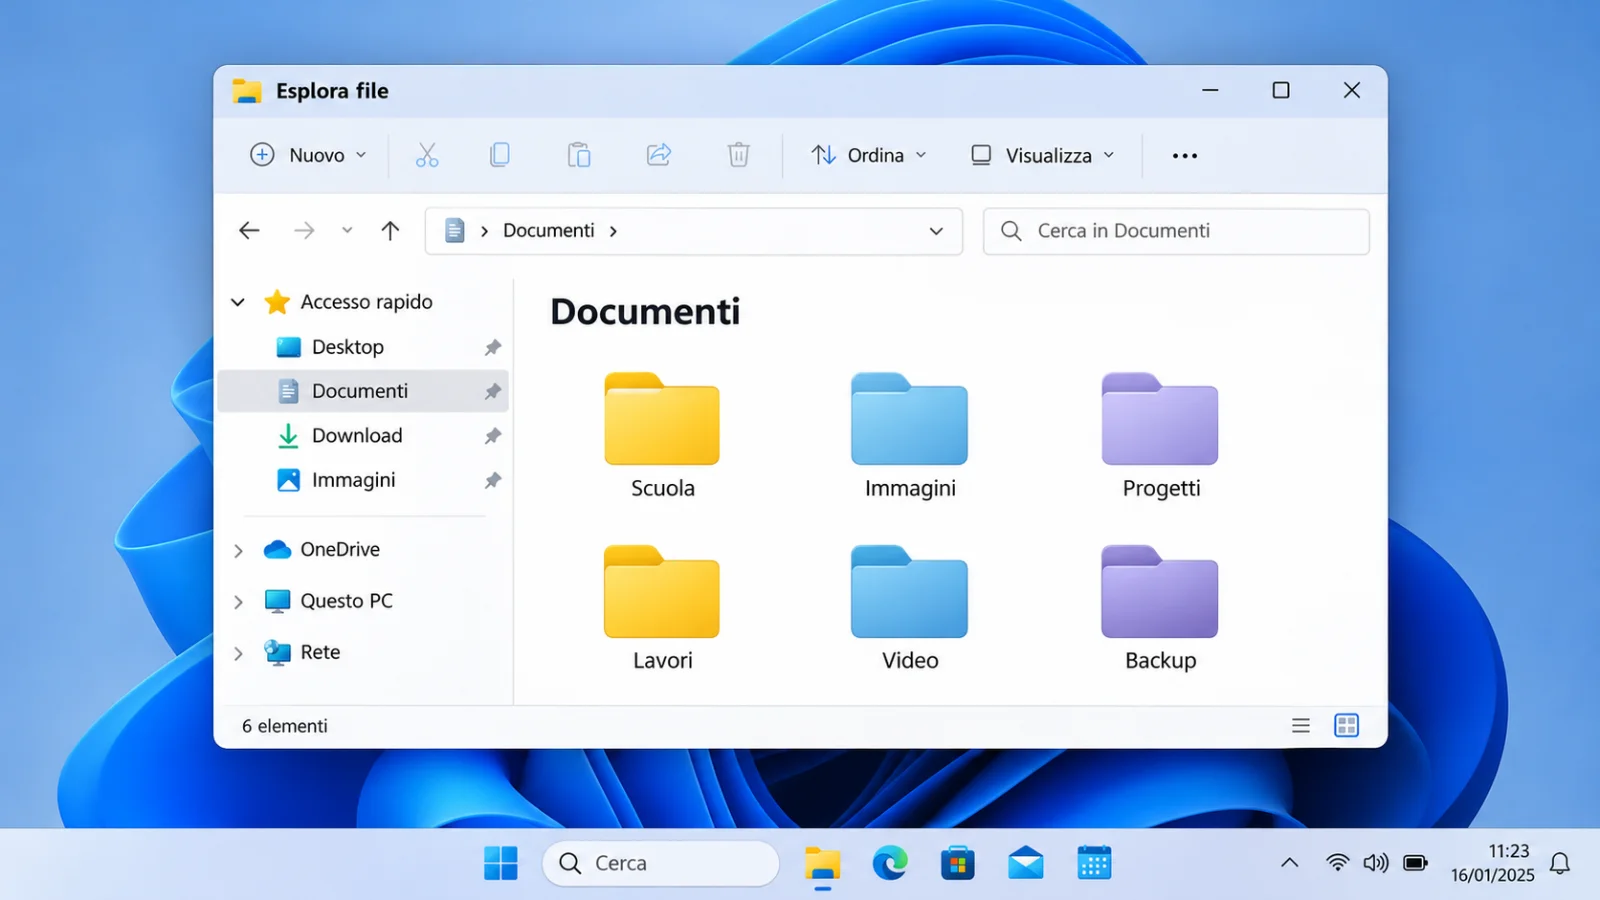 Esplora file
Nuovo
Ordina
Visualizza
Documenti
Cerca in Documenti
Accesso rapido
Desktop
Documenti
Download
Immagini
OneDrive
Questo PC
Rete
Documenti
Scuola
Immagini
Progetti
Lavori
Video
Backup
6 elementi
Cerca
11:23
16/01/2025